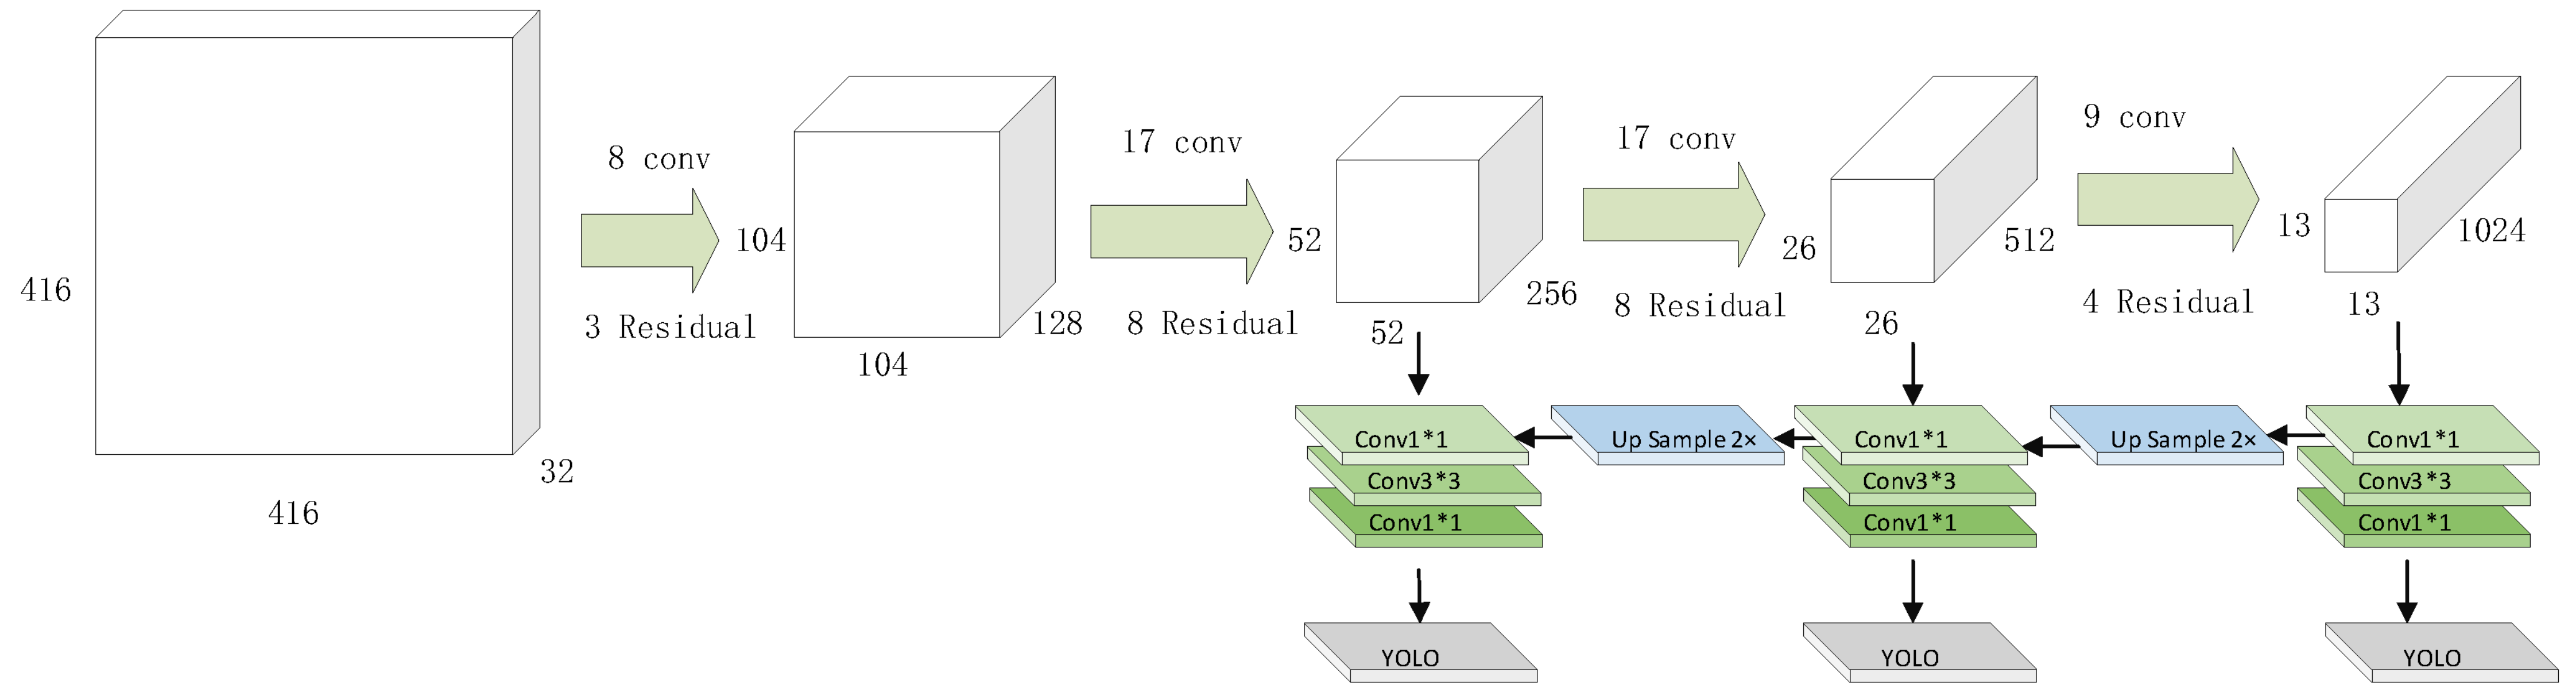 416
416
32
8 conv
3 Residual
104
104
128
17 conv
8 Residual
52
52
256
17 conv
8 Residual
26
26
512
9 conv
4 Residual
13
13
1024
Conv1*1
Conv3*3
Conv1*1
Up Sample 2×
Conv1*1
Conv3*3
Conv1*1
Up Sample 2×
Conv1*1
Conv3*3
Conv1*1
YOLO
YOLO
YOLO